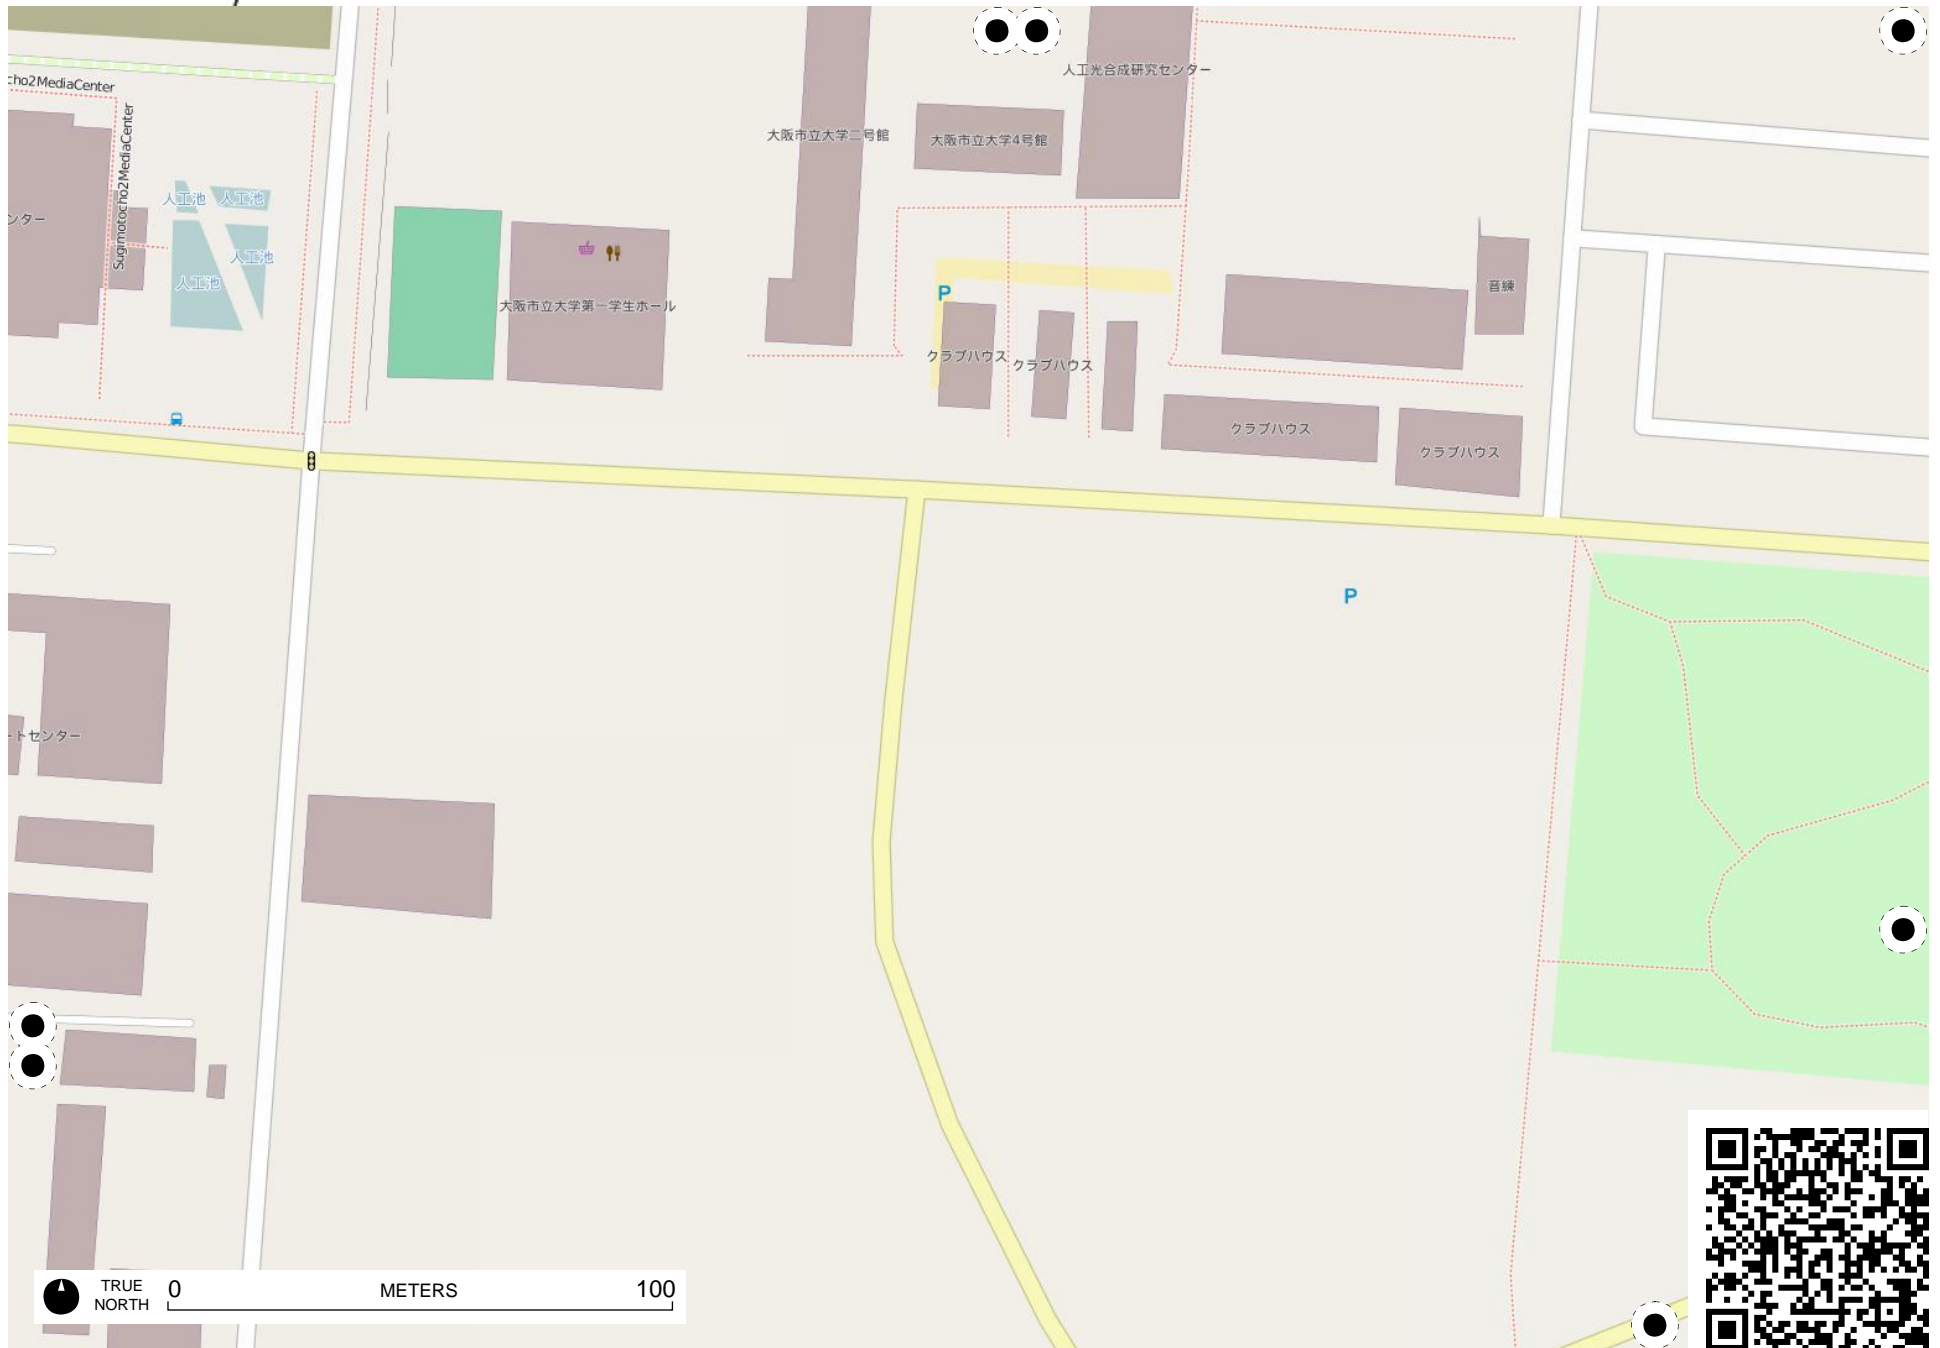 人工光合成研究センター
cho2MediaCenter
Sugimotocho2MediaCenter
大阪市立大学二号館
大阪市立大学4号館
人工池
人工池
ンター
人工池
人工池
音練
P
大阪市立大学第一学生ホール
クラブハウス
クラブハウス
クラブハウス
クラブハウス
P
ートセンター
TRUE
NORTH
0
METERS
100